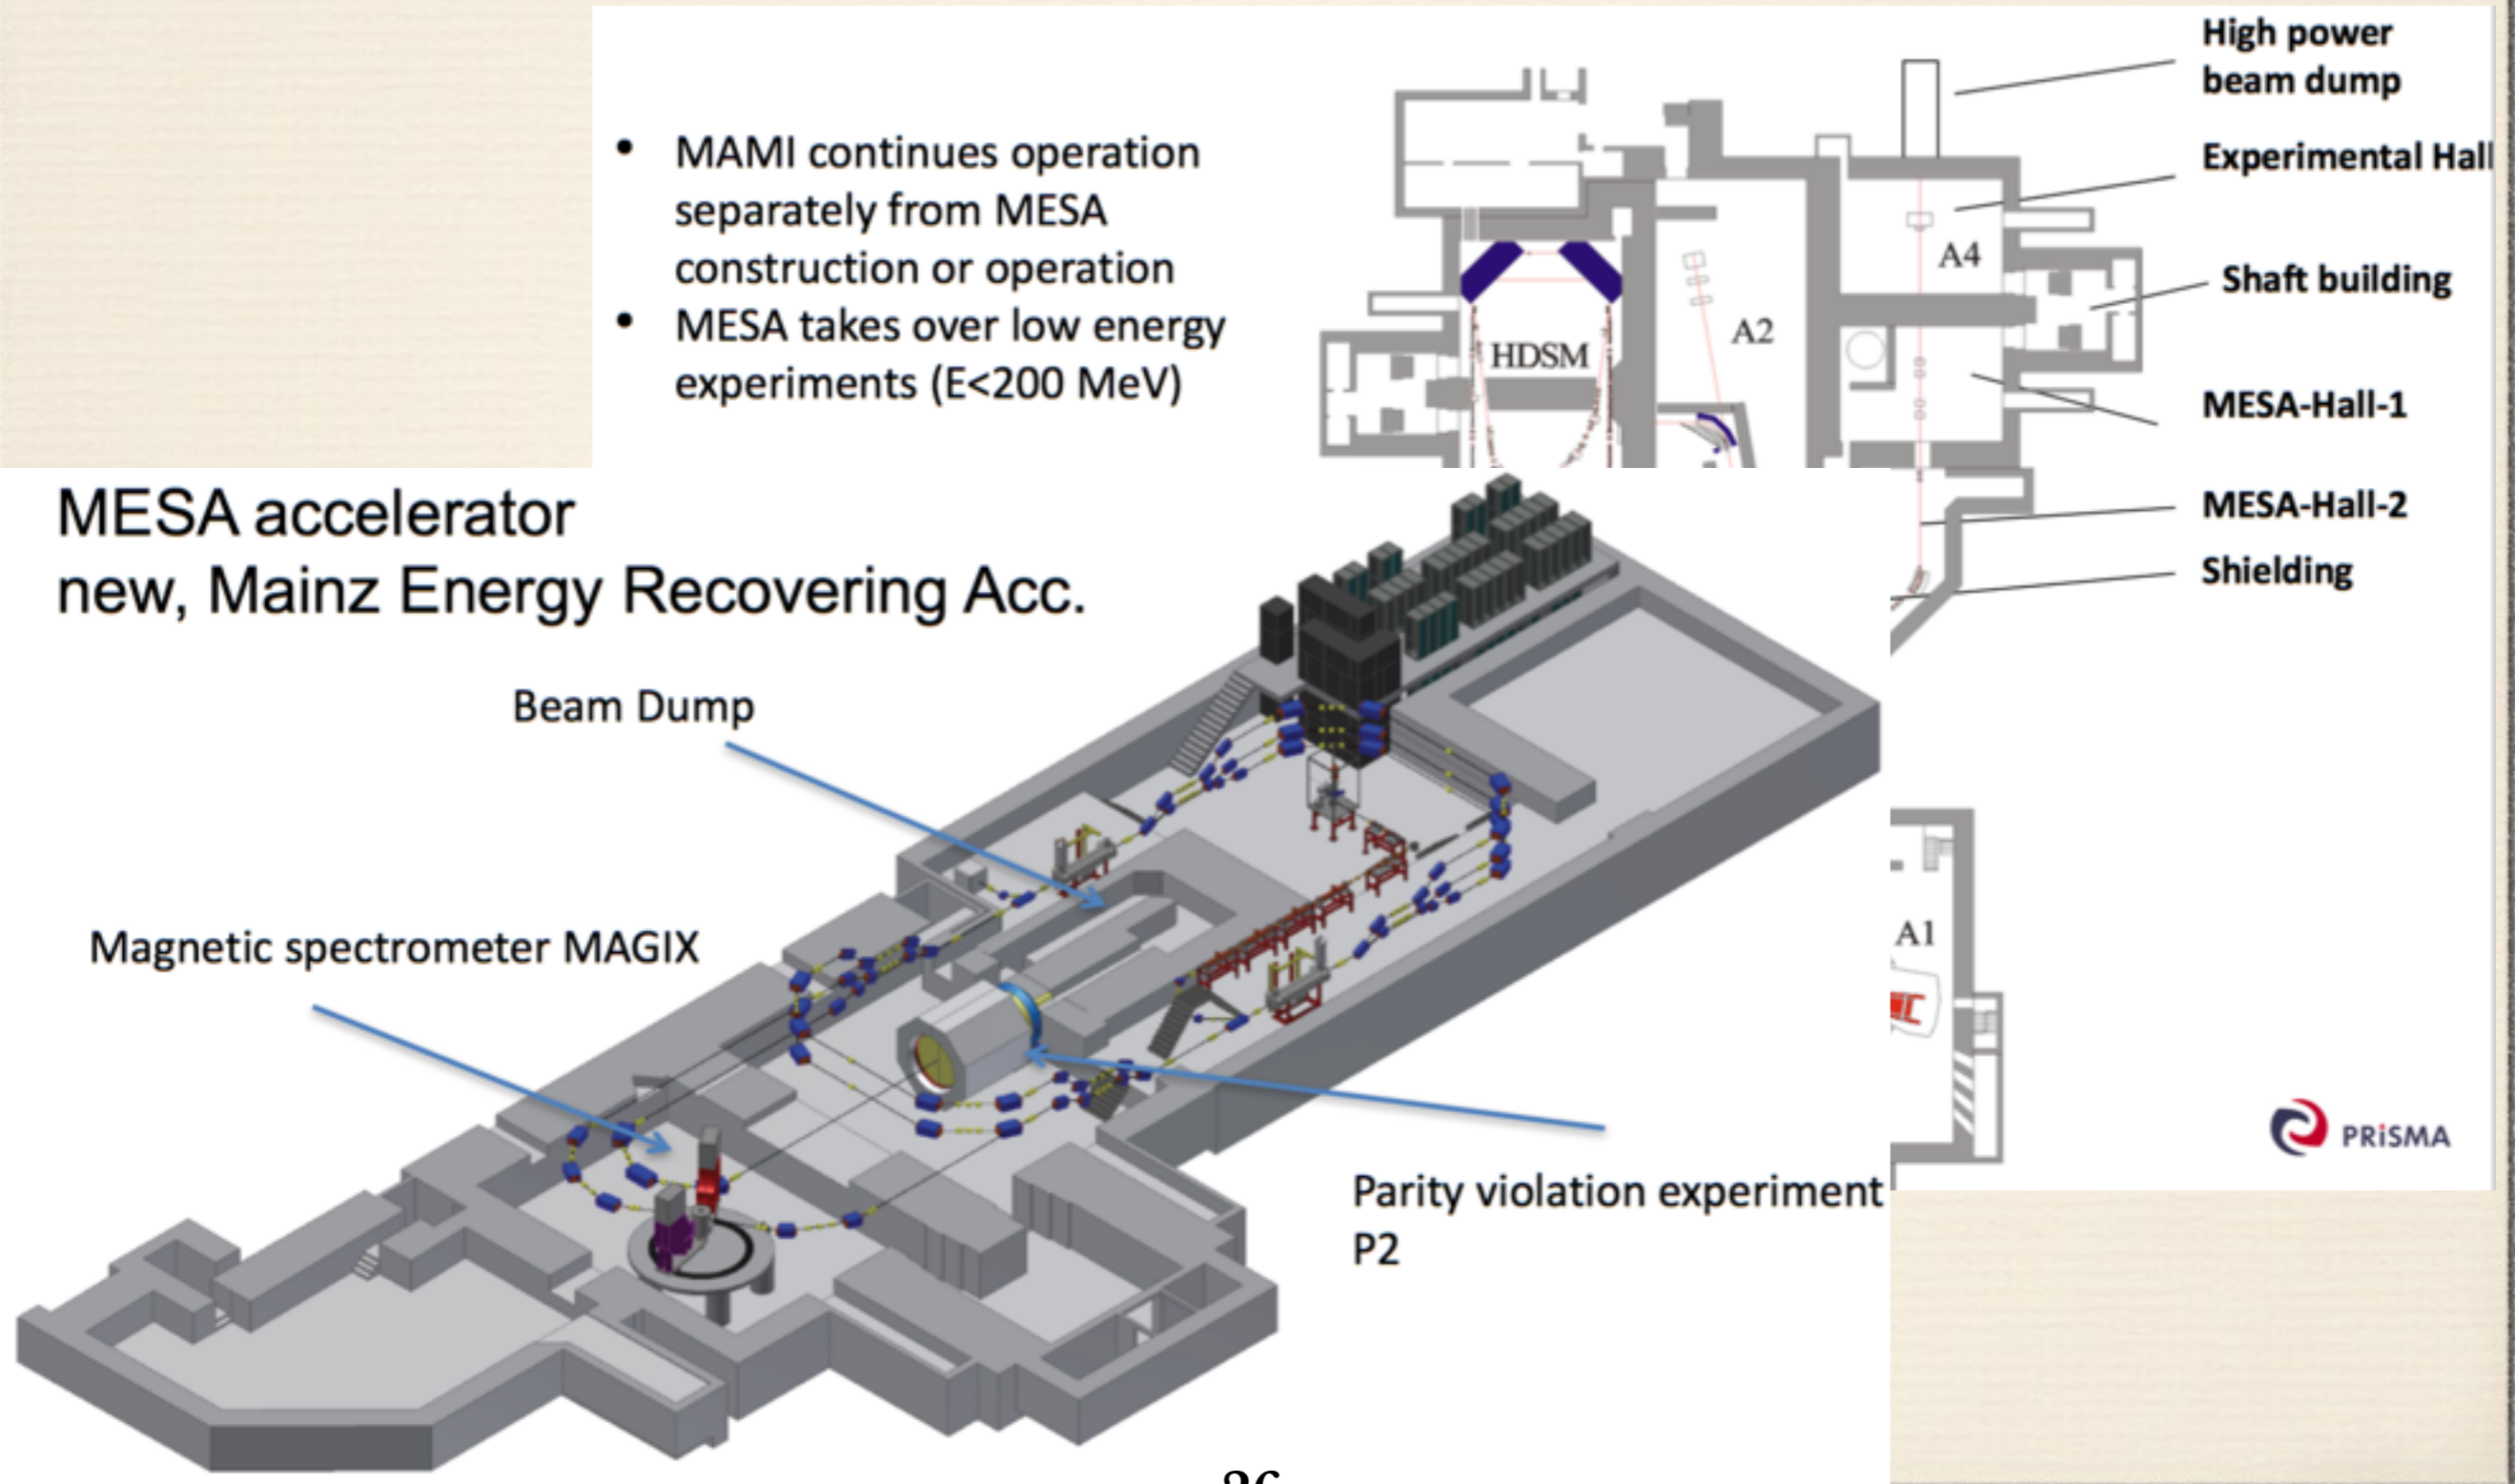 • MAMI continues operation
separately from MESA
construction or operation
• MESA takes over low energy
experiments (E<200 MeV)
High power
beam dump
Experimental Hall
A4
Shaft building
A2
HDSM
MESA-Hall-1
MESA-Hall-2
Shielding
MESA accelerator
new, Mainz Energy Recovering Acc.
Beam Dump
Magnetic spectrometer MAGIX
A1
PRiSMA
Parity violation experiment
P2